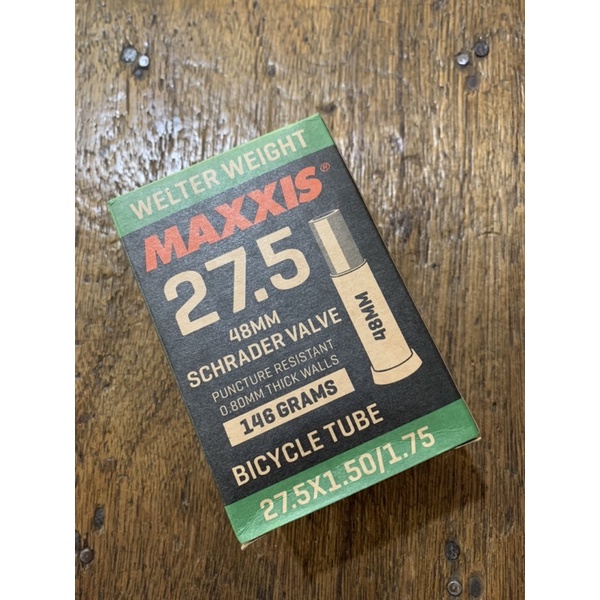 WELTER WEIGHT
MAXXIS®
27.5
48MM
SCHRADER VALVE
PUNCTURE RESISTANT
0.80MM THICK WALLS
146 GRAMS
BICYCLE TUBE
27.5X1.50/1.75
48MM